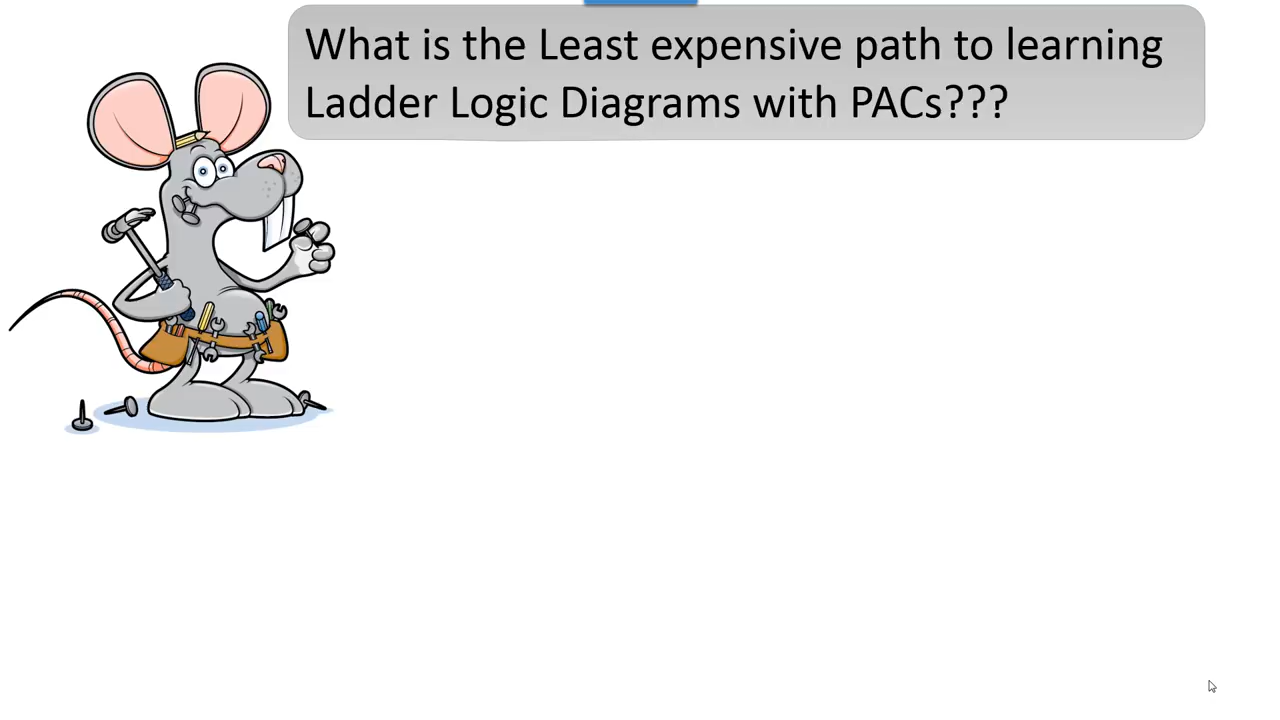 What is the Least expensive path to learning
Ladder Logic Diagrams with PACs???